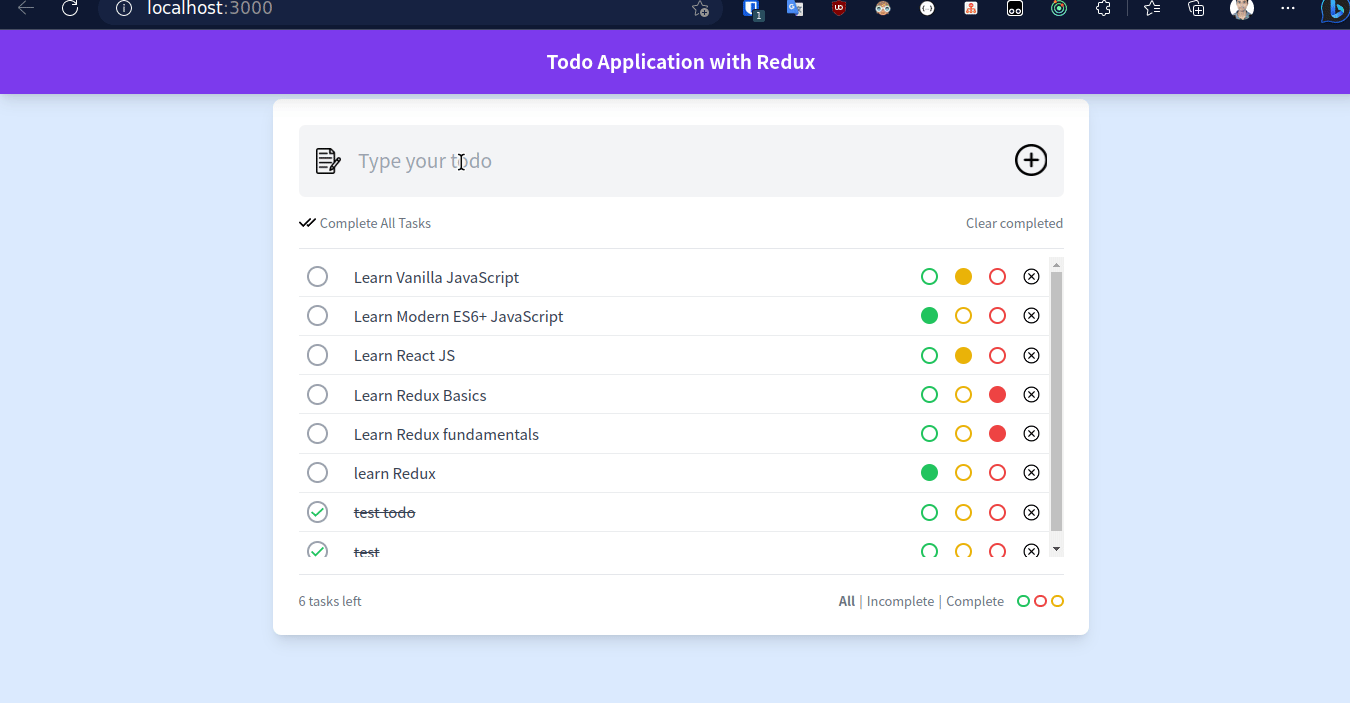 localhost:3000
1
UD
Todo Application with Redux
Type your todo
Complete All Tasks Clear completed
Learn Vanilla JavaScript
Learn Modern ES6+ JavaScript
Learn React JS
Learn Redux Basics
Learn Redux fundamentals
learn Redux
test todo
test
6 tasks left All | Incomplete | Complete